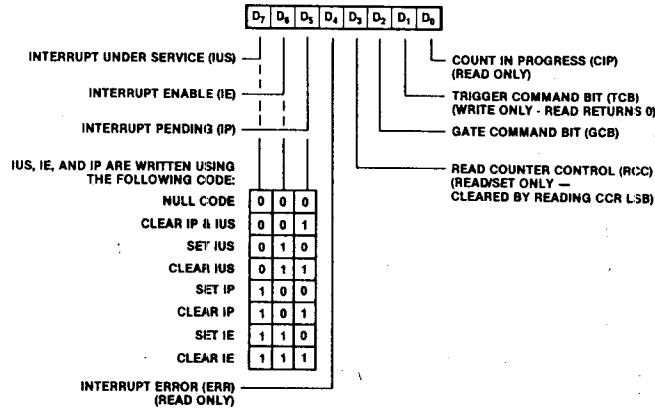 D7 D6 D5 D4 D3 D2 D1 D0
INTERRUPT UNDER SERVICE (IUS)
INTERRUPT ENABLE (IE)
INTERRUPT PENDING (IP)
IUS, IE, AND IP ARE WRITTEN USING
THE FOLLOWING CODE:
NULL CODE 0 0 0
CLEAR IP & IUS 0 0 1
SET IUS 0 1 0
CLEAR IUS 0 1 1
SET IP 1 0 0
CLEAR IP 1 0 1
SET IE 1 1 0
CLEAR IE 1 1 1
INTERRUPT ERROR (ERR)
(READ ONLY)
COUNT IN PROGRESS (CIP)
(READ ONLY)
TRIGGER COMMAND BIT (TCB)
(WRITE ONLY - READ RETURNS 0)
GATE COMMAND BIT (GCB)
READ COUNTER CONTROL (RCC)
(READ/SET ONLY —
CLEARED BY READING CCR LSB)